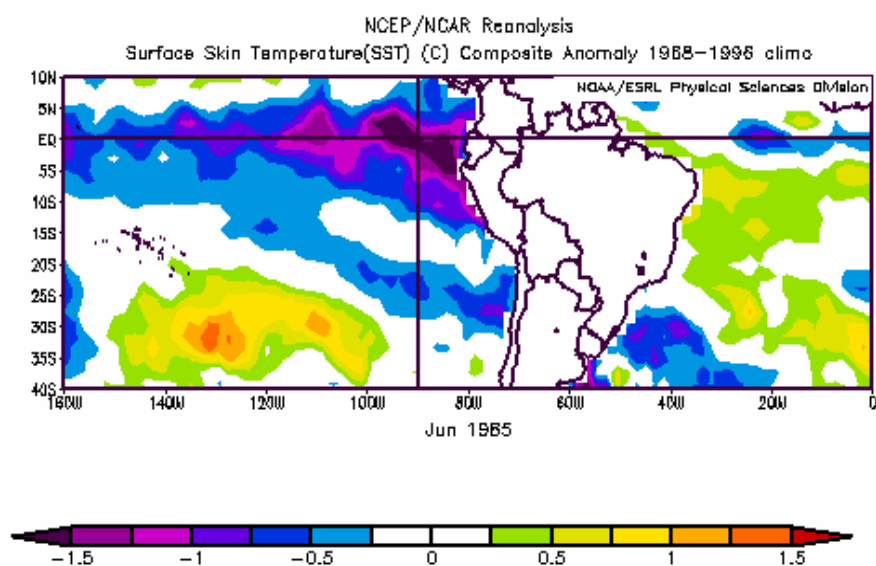 NCEP/NCAR Reanalysis
Surface Skin Temperature(SST) (C) Composite Anomaly 1968-1996 climo
NOAA/ESRL Physical Sciences Division
10N
5N
EQ
5S
10S
15S
20S
25S
30S
35S
40S
160W 140W 120W 100W 80W 60W 40W 20W 0
Jun 1985
-1.5 -1 -0.5 0 0.5 1 1.5